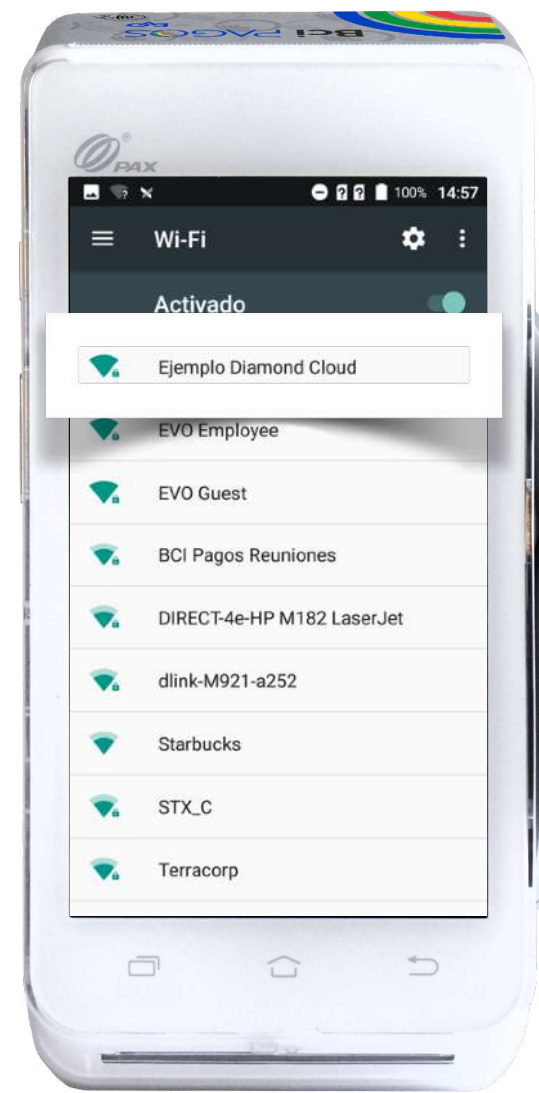 Bci PAGOS
PAX
100% 14:57
Wi-Fi
Activado
Ejemplo Diamond Cloud
EVO Employee
EVO Guest
BCI Pagos Reuniones
DIRECT-4e-HP M182 LaserJet
dlink-M921-a252
Starbucks
STX_C
Terracorp